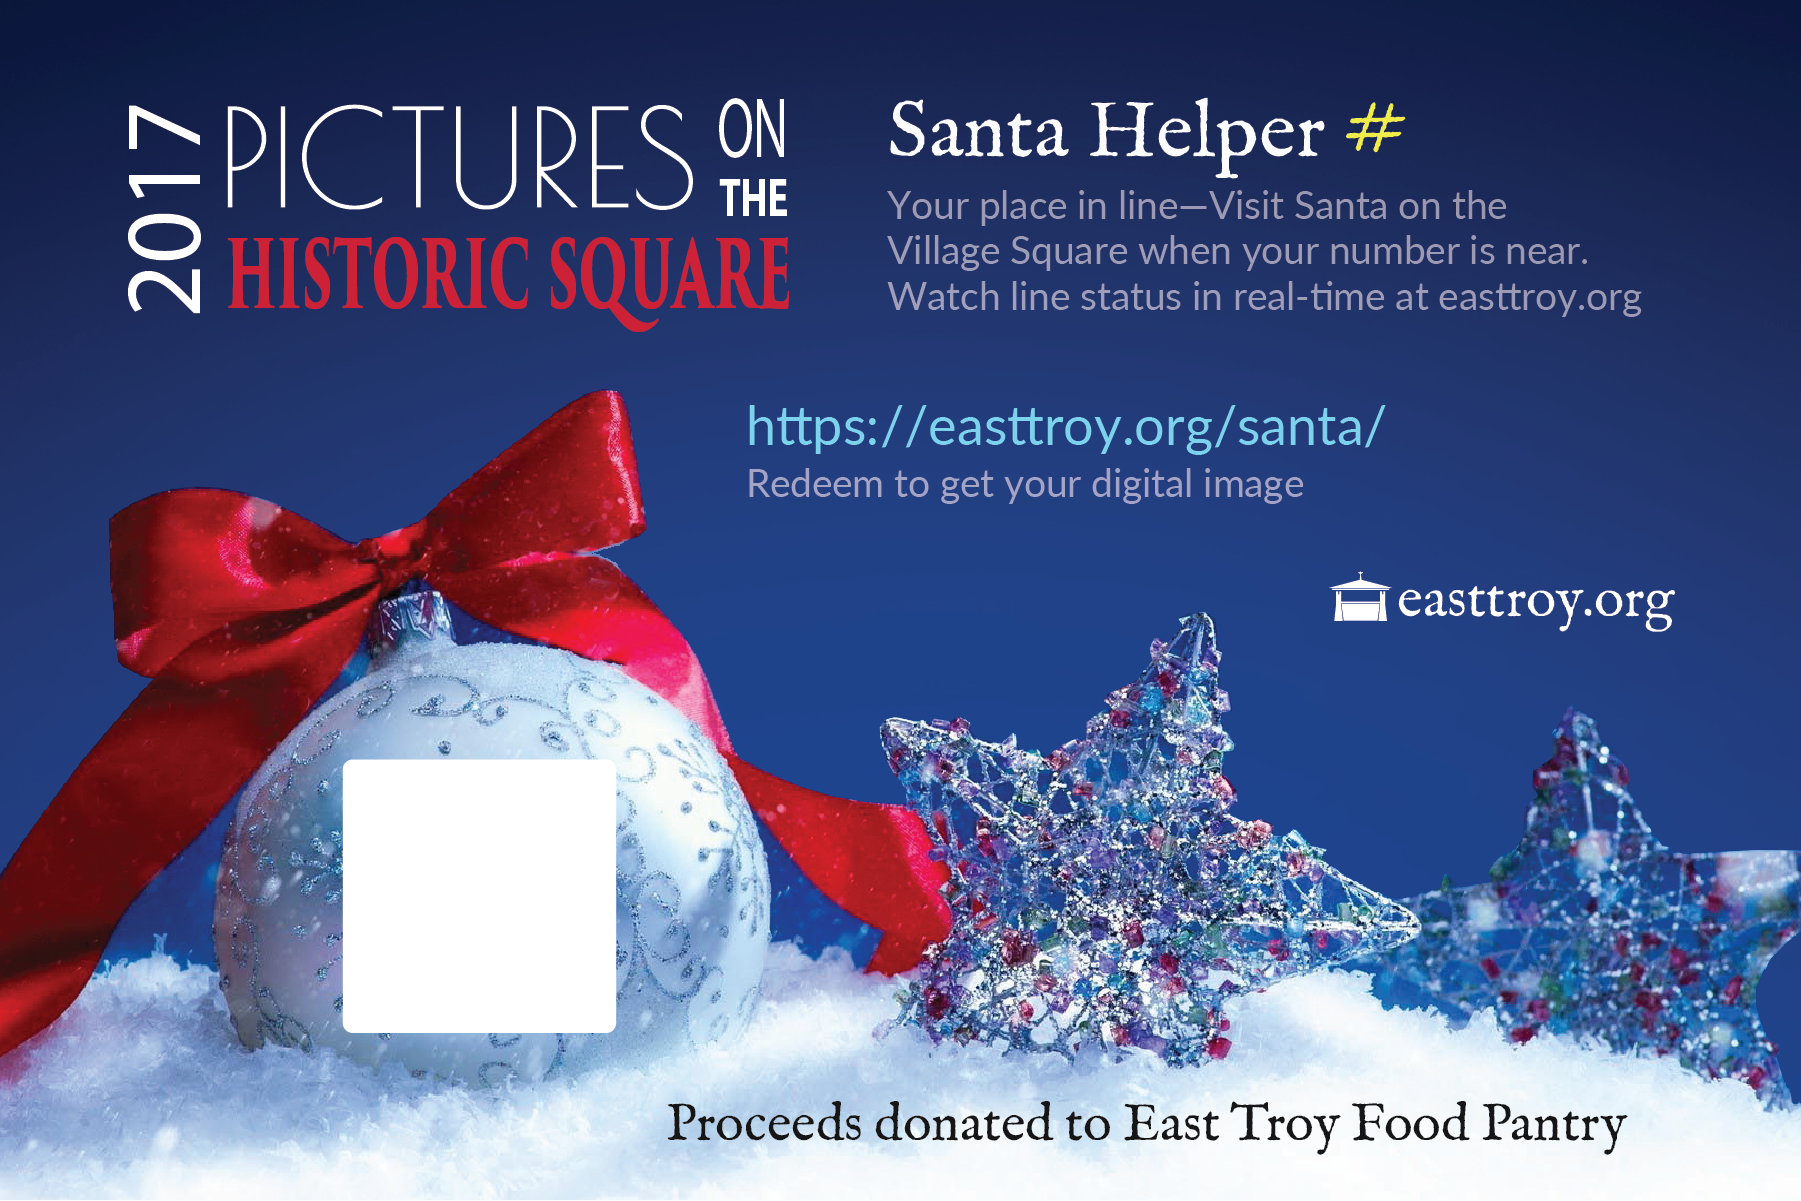 2017 PICTURES ON THE
HISTORIC SQUARE
Santa Helper #
Your place in line—Visit Santa on the
Village Square when your number is near.
Watch line status in real-time at easttroy.org
https://easttroy.org/santa/
Redeem to get your digital image
easttroy.org
Proceeds donated to East Troy Food Pantry